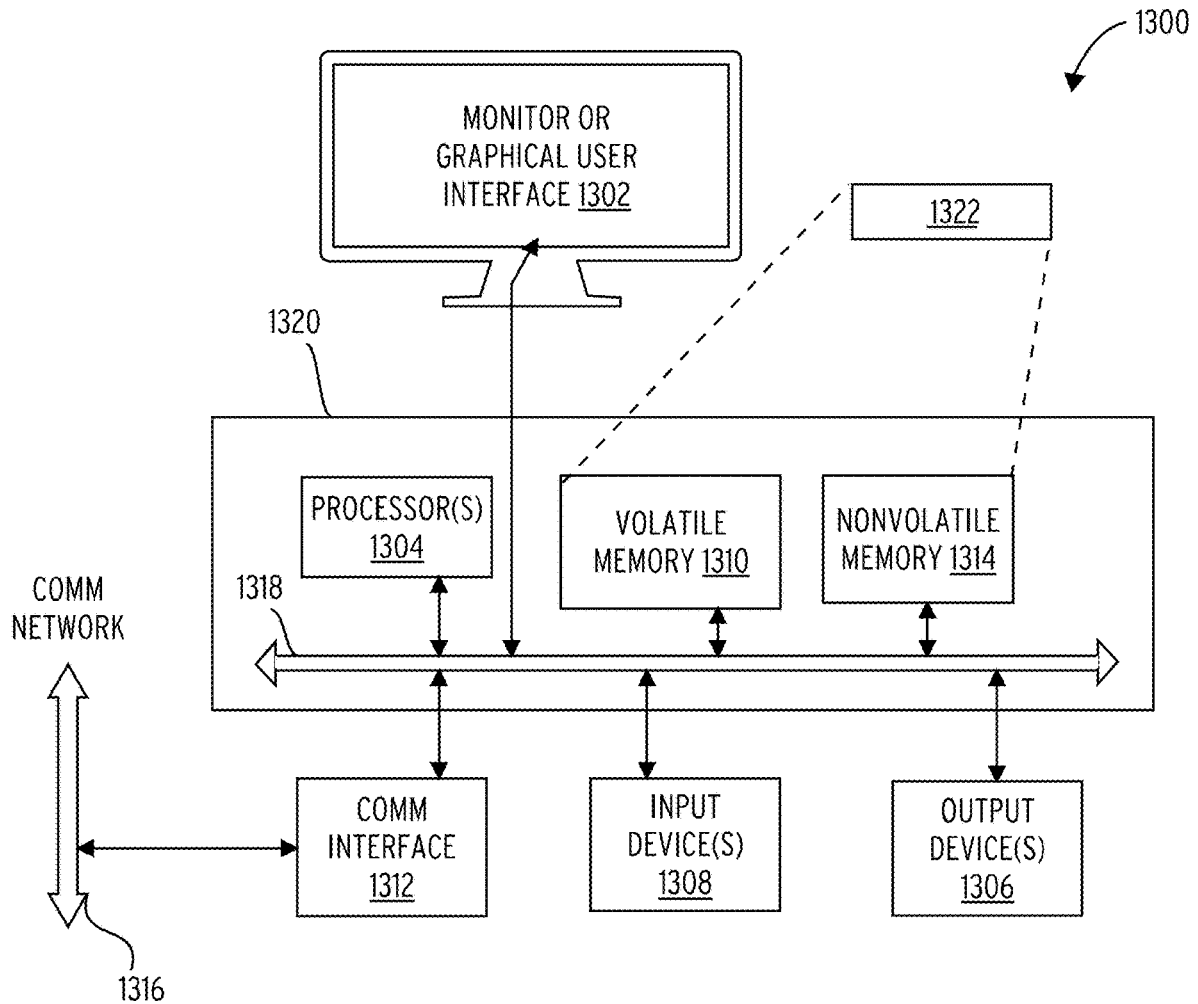 1300
MONITOR OR
GRAPHICAL USER
INTERFACE 1302
1322
1320
PROCESSOR(S)
1304
VOLATILE
MEMORY 1310
NONVOLATILE
MEMORY 1314
COMM
NETWORK
1318
COMM
INTERFACE
1312
INPUT
DEVICE(S)
1308
OUTPUT
DEVICE(S)
1306
1316